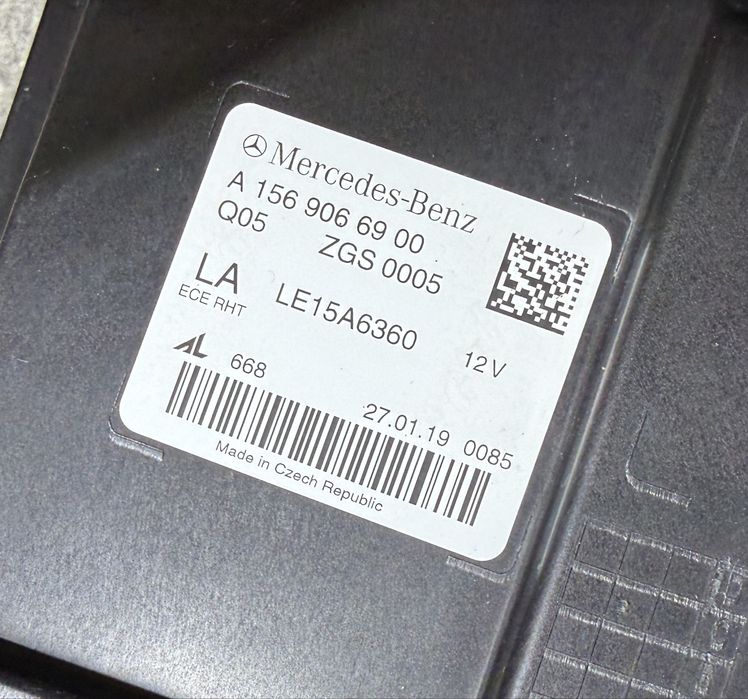 Mercedes-Benz
A 156 906 69 00
Q05 ZGS 0005
LA LE15A6360
ECE RHT 12V
AL 668 27.01.19 0085
Made in Czech Republic